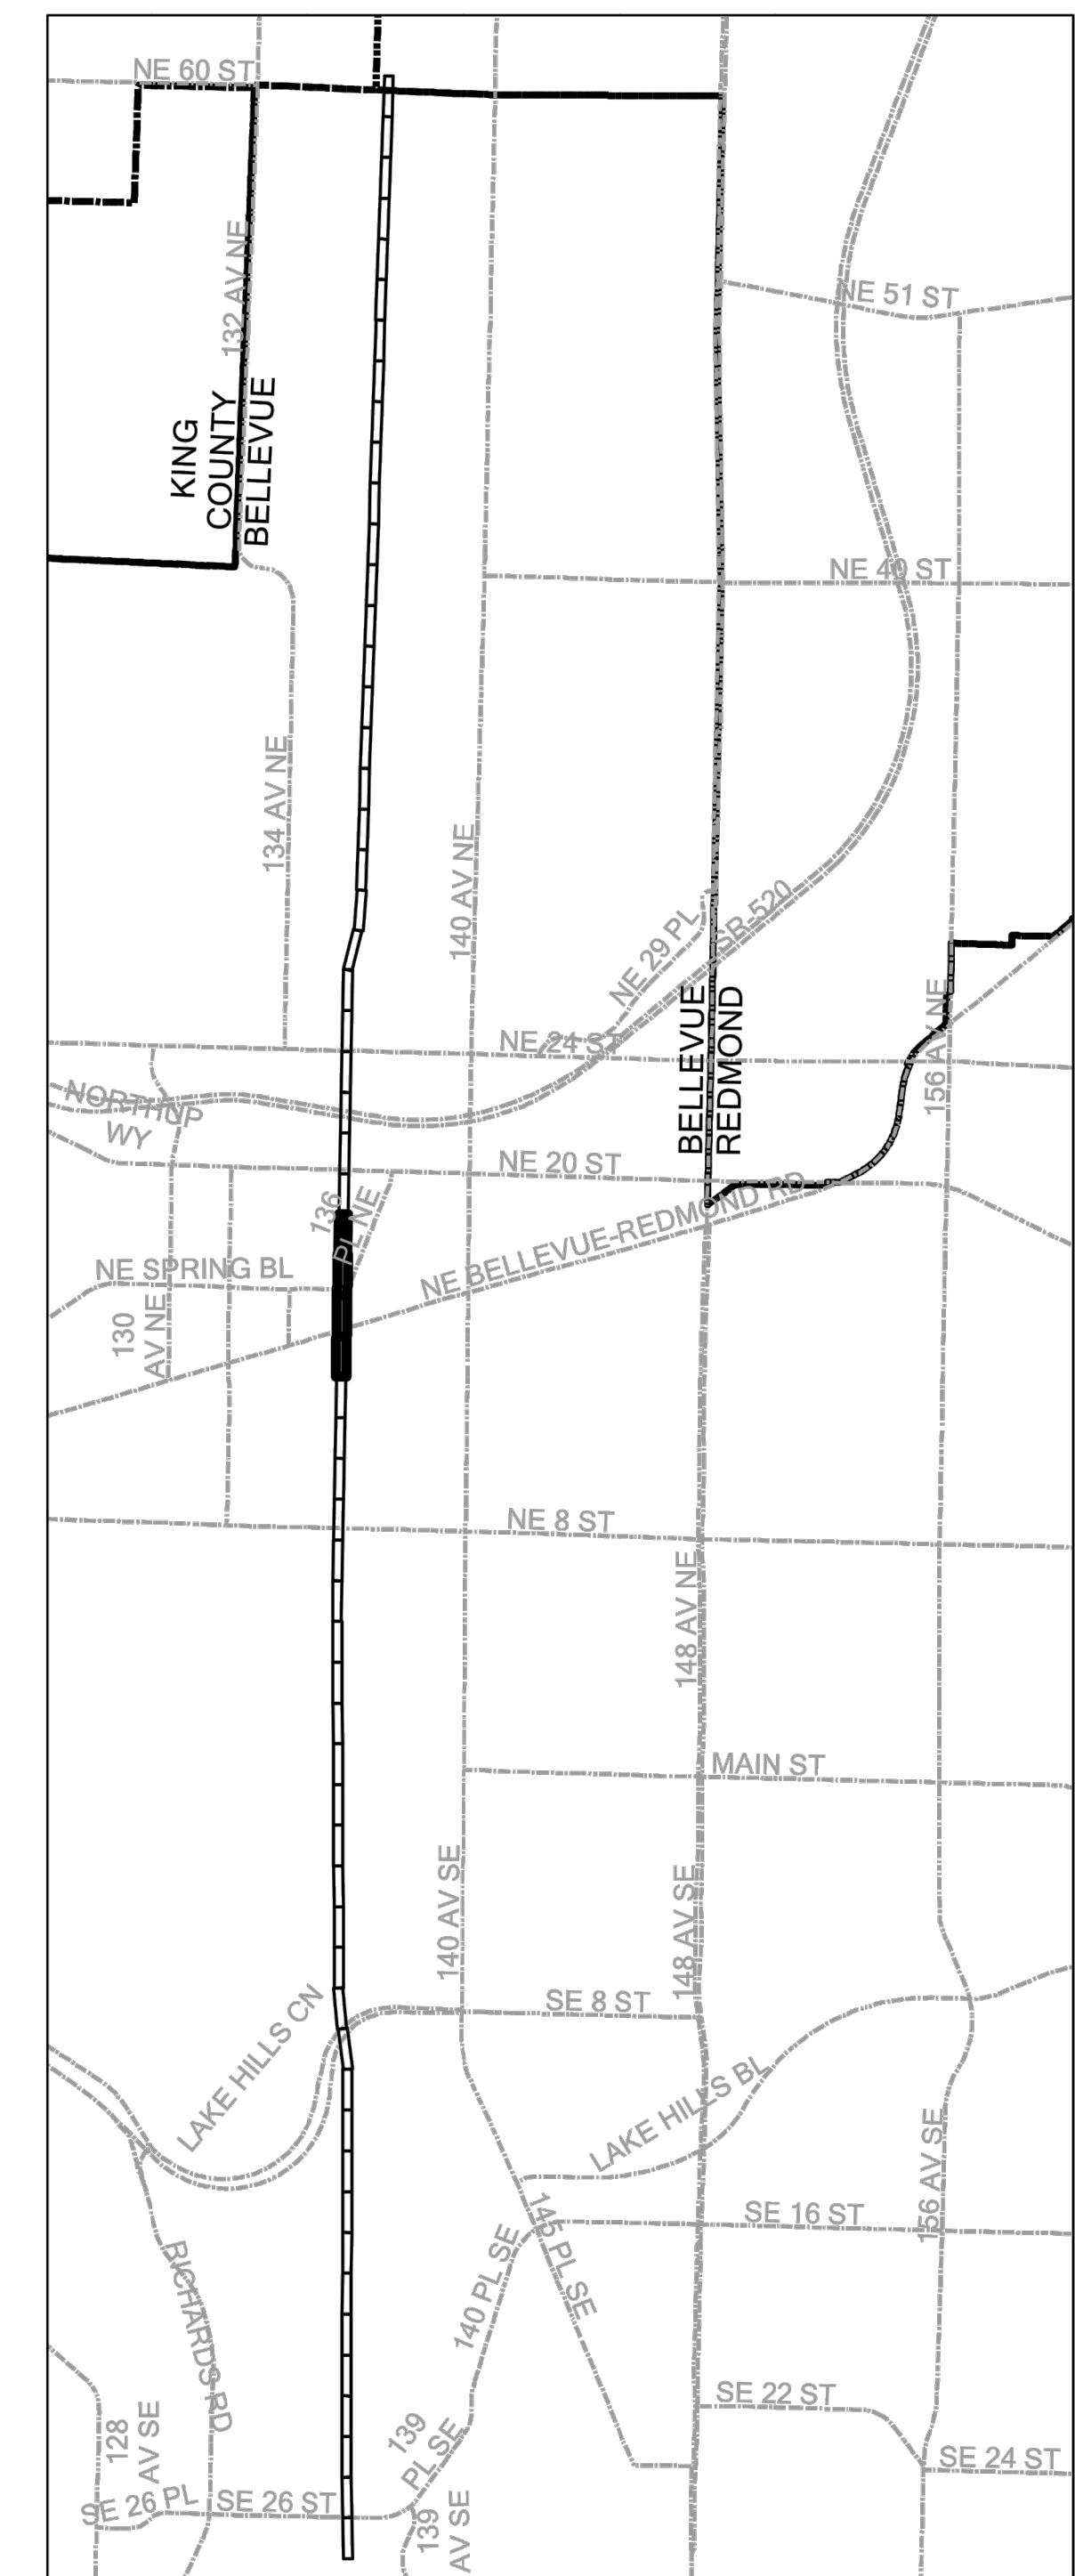 NE 60 ST
132 AV NE
NE 51 ST
KING
COUNTY
BELLEVUE
NE 40 ST
134 AV NE
140 AV NE
NE 29 PL
SR-520
BELLEVUE
REDMOND
156 AV NE
NE 24 ST
NORTHUP
WY
NE 20 ST
136
PL NE
NE SPRING BL
NE BELLEVUE-REDMOND RD
130
AV NE
NE 8 ST
148 AV NE
MAIN ST
140 AV SE
148 AV SE
SE 8 ST
LAKE HILLS CN
LAKE HILLS BL
156 AV SE
SE 16 ST
145 PL SE
140 PL SE
RICHARDS RD
SE 22 ST
128
AV SE
139
PL SE
SE 24 ST
SE 26 PL
SE 26 ST
139
AV SE